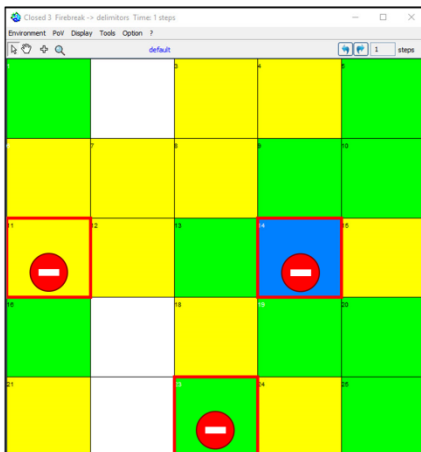 Closed 3 Firebreak -> delimitors Time: 1 steps
Environment PoV Display Tools Option ?
default 1 steps
1 3 4 5
6 7 8 9 10
11 12 13 14 15
16 18 19 20
21 23 24 25